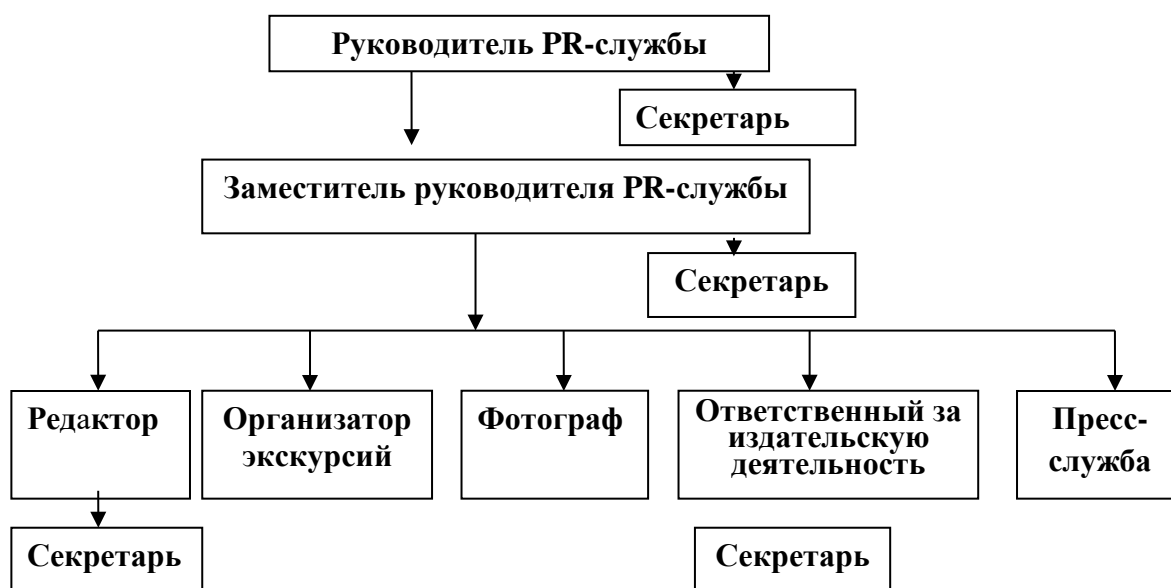 Руководитель PR-службы
Секретарь
Заместитель руководителя PR-службы
Секретарь
Редактор
Организатор
экскурсий
Фотограф
Ответственный за
издательскую
деятельность
Пресс-
служба
Секретарь
Секретарь